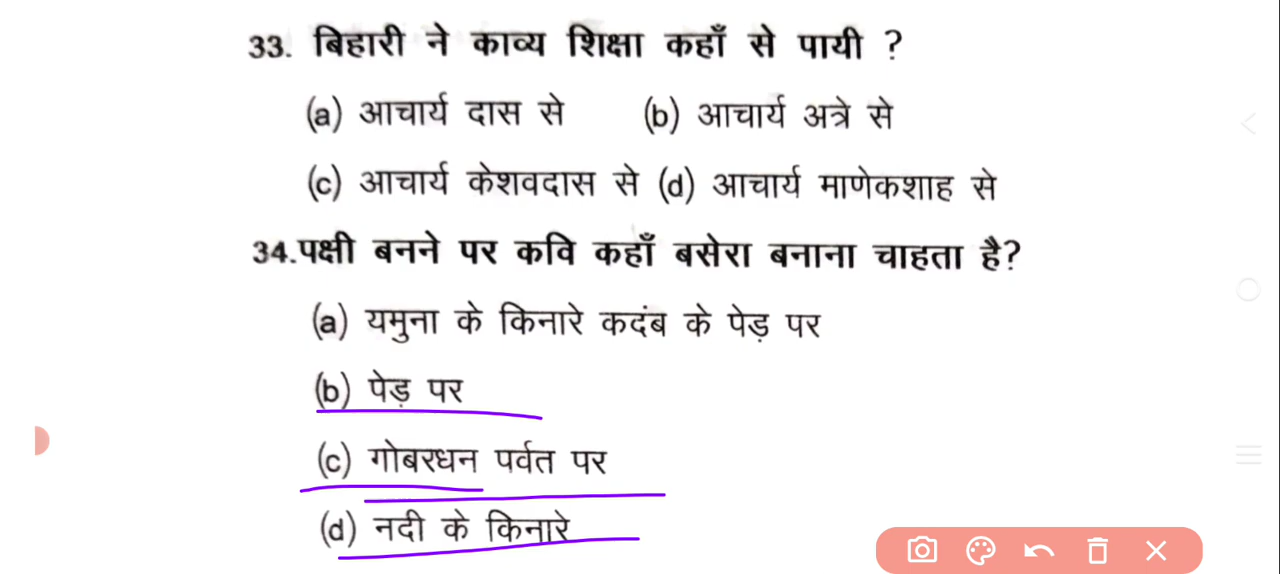 33. बिहारी ने काव्य शिक्षा कहाँ से पायी ?
(a) आचार्य दास से (b) आचार्य अत्रे से
(c) आचार्य केशवदास से (d) आचार्य माणेकशाह से
34.पक्षी बनने पर कवि कहाँ बसेरा बनाना चाहता है?
(a) यमुना के किनारे कदंब के पेड़ पर
(b) पेड़ पर
(c) गोबरधन पर्वत पर
(d) नदी के किनारे